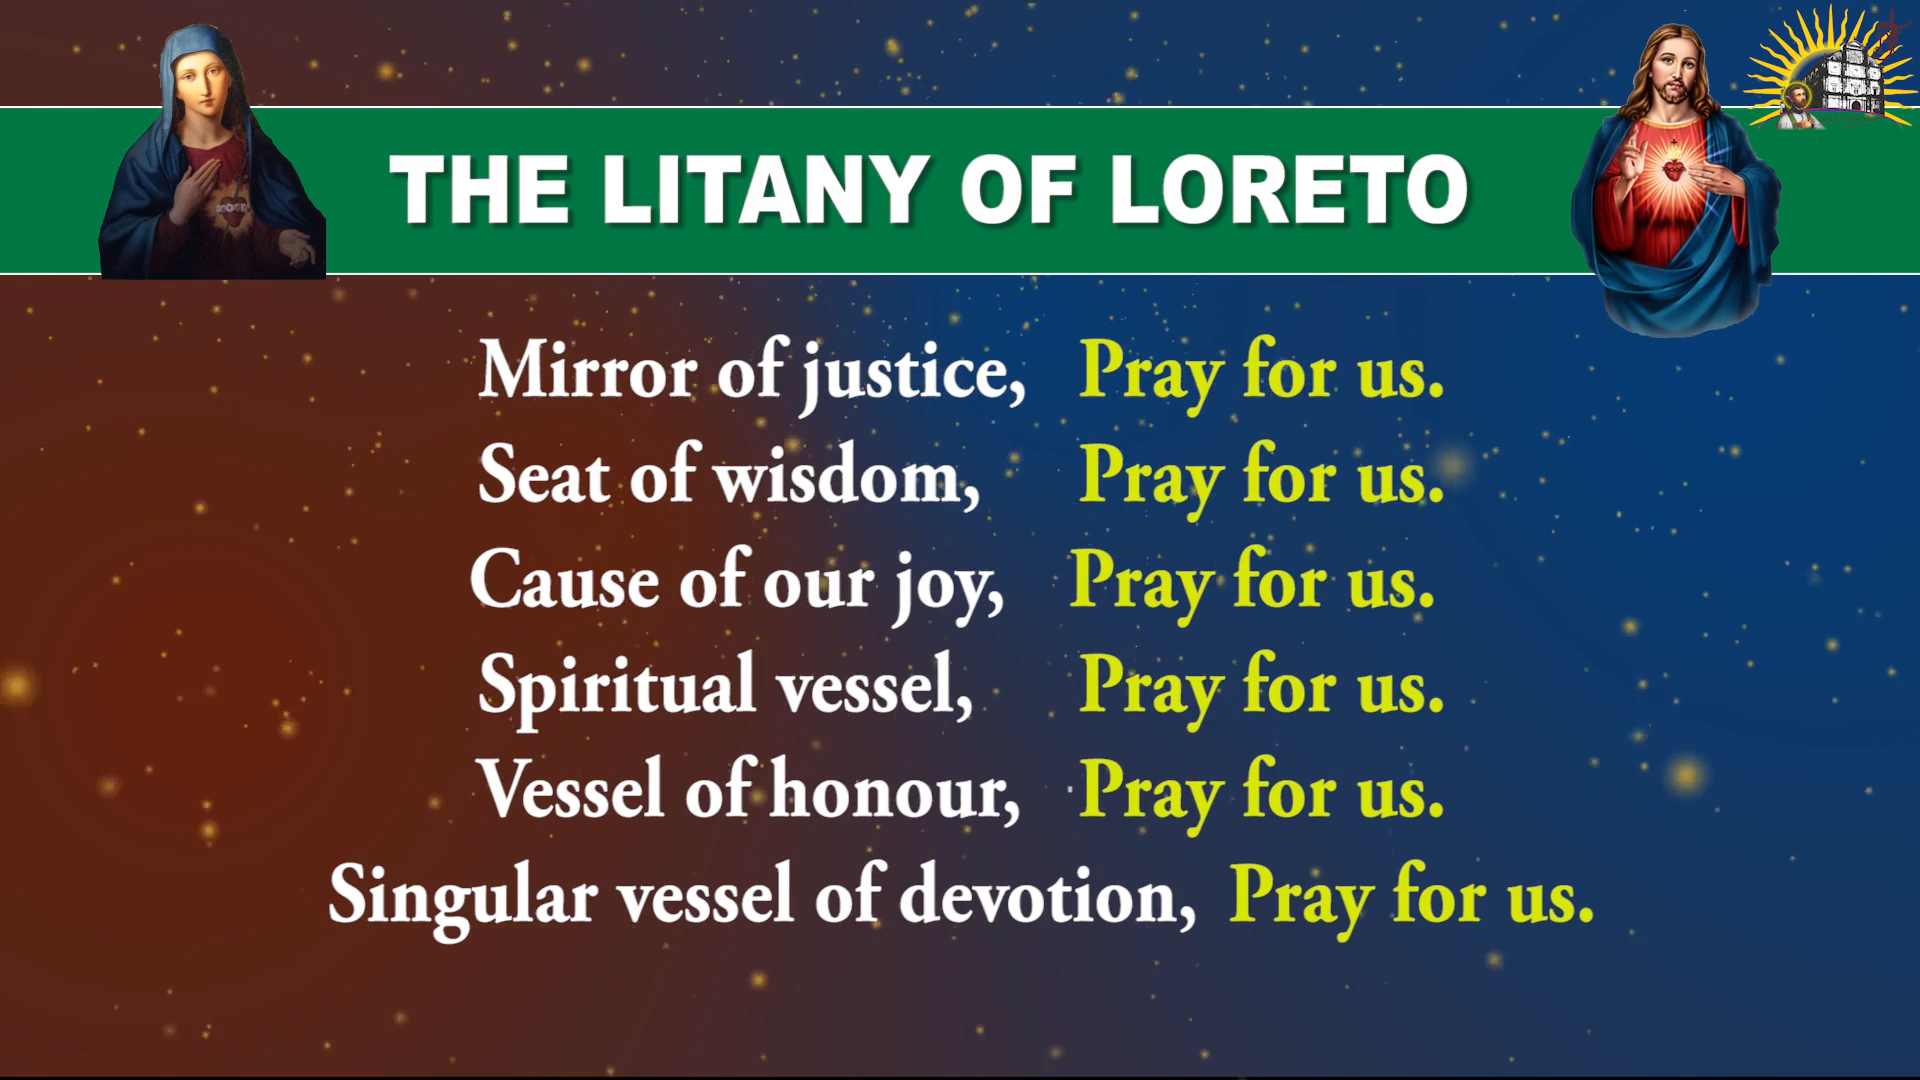 THE LITANY OF LORETO
Mirror of justice, Pray for us.
Seat of wisdom, Pray for us.
Cause of our joy, Pray for us.
Spiritual vessel, Pray for us.
Vessel of honour, Pray for us.
Singular vessel of devotion, Pray for us.